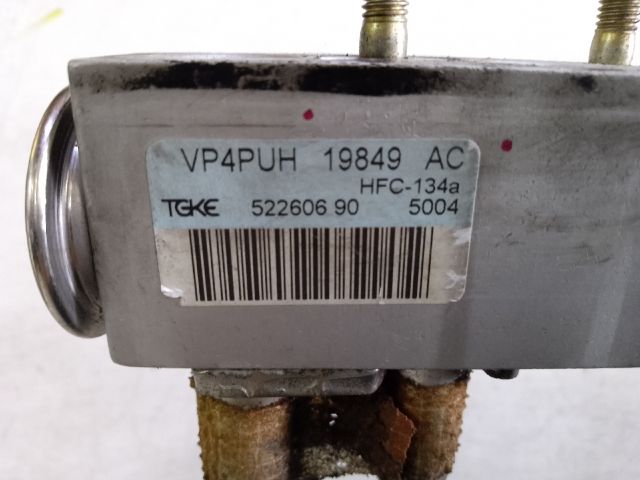 VP4PUH 19849 AC
HFC-134a
TGKE 522606 90 5004